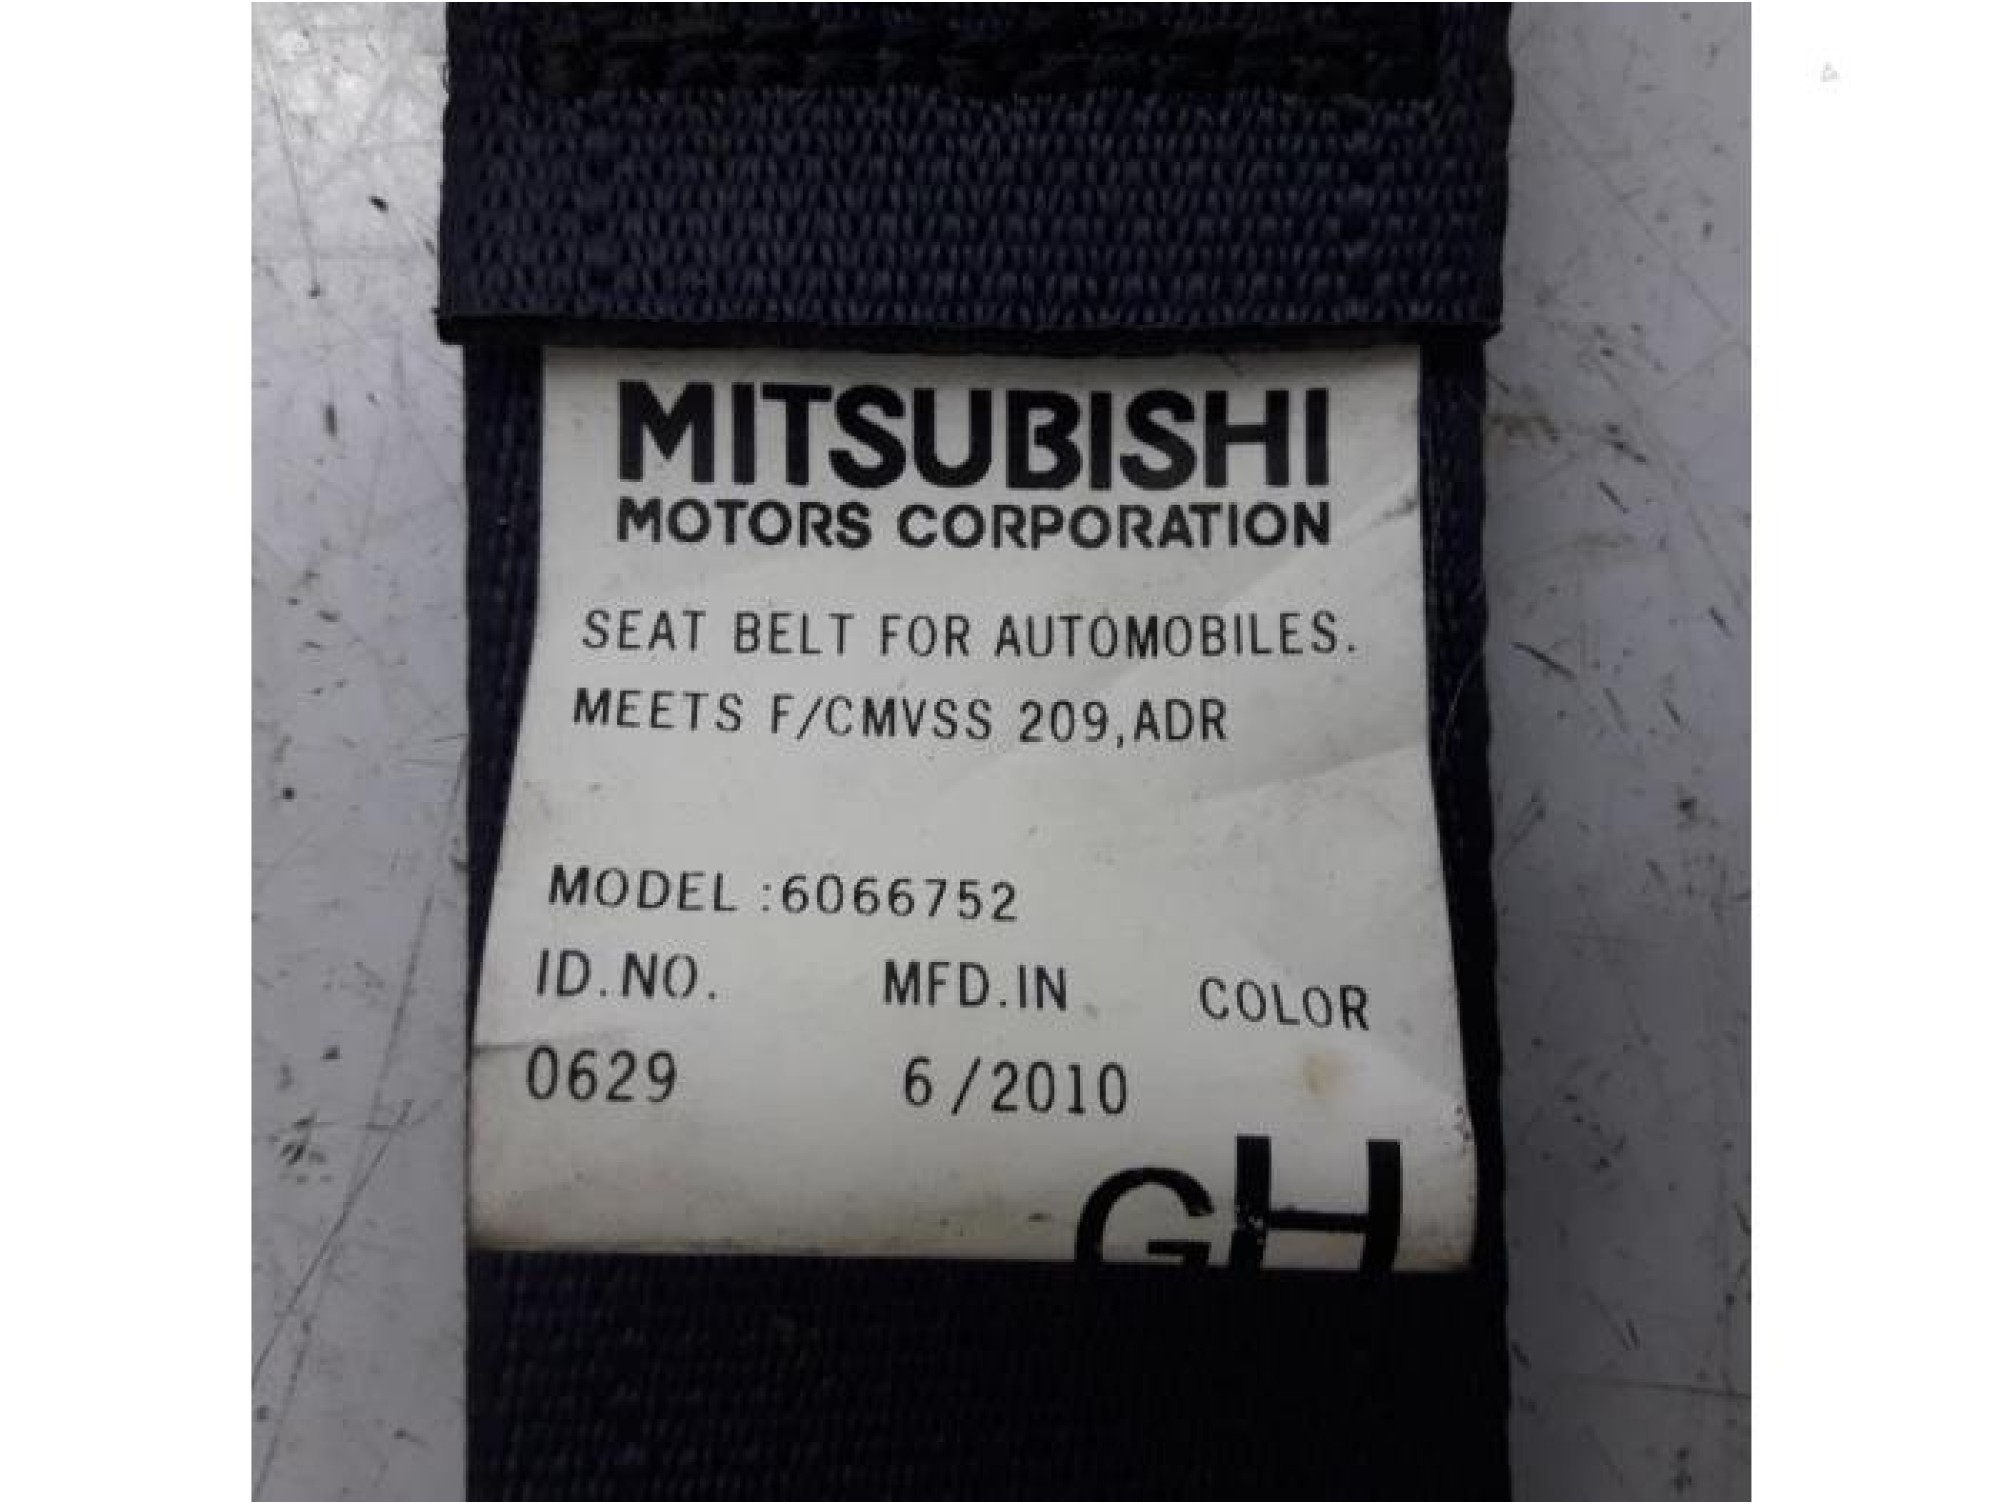 MITSUBISHI
MOTORS CORPORATION
SEAT BELT FOR AUTOMOBILES.
MEETS F/CMVSS 209,ADR
MODEL :6066752
ID.NO. MFD.IN COLOR
0629 6/2010
GH